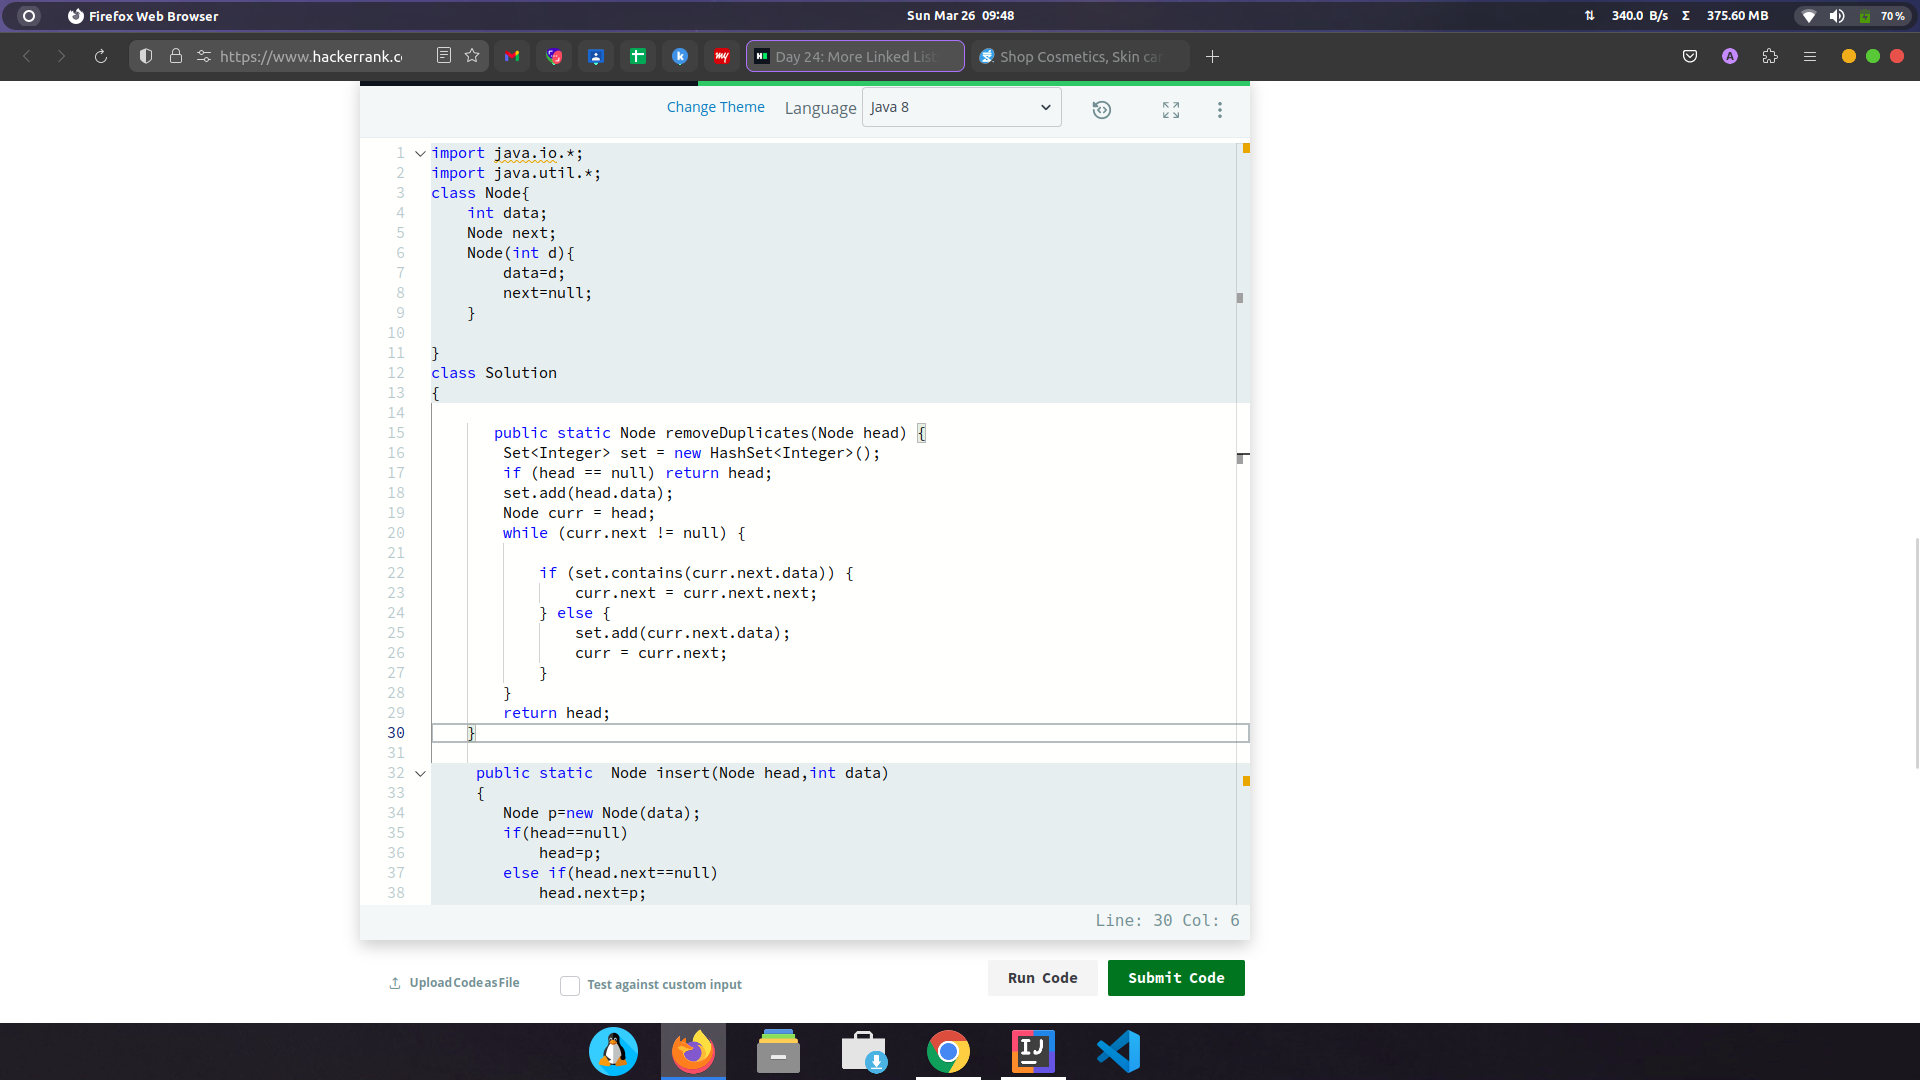 Firefox Web Browser
Sun Mar 26 09:48
340.0 B/s Σ 375.60 MB
70 %
https://www.hackerrank.c
Day 24: More Linked Lis
Shop Cosmetics, Skin ca
Change Theme Language Java 8
1 import java.io.*;
2 import java.util.*;
3 class Node{
4 int data;
5 Node next;
6 Node(int d){
7 data=d;
8 next=null;
9 }
10
11 }
12 class Solution
13 {
14
15 public static Node removeDuplicates(Node head) {
16 Set<Integer> set = new HashSet<Integer>();
17 if (head == null) return head;
18 set.add(head.data);
19 Node curr = head;
20 while (curr.next != null) {
21
22 if (set.contains(curr.next.data)) {
23 curr.next = curr.next.next;
24 } else {
25 set.add(curr.next.data);
26 curr = curr.next;
27 }
28 }
29 return head;
30 }
31
32 public static  Node insert(Node head,int data)
33 {
34 Node p=new Node(data);
35 if(head==null)
36 head=p;
37 else if(head.next==null)
38 head.next=p;
Line: 30 Col: 6
Upload Code as File
Test against custom input
Run Code
Submit Code